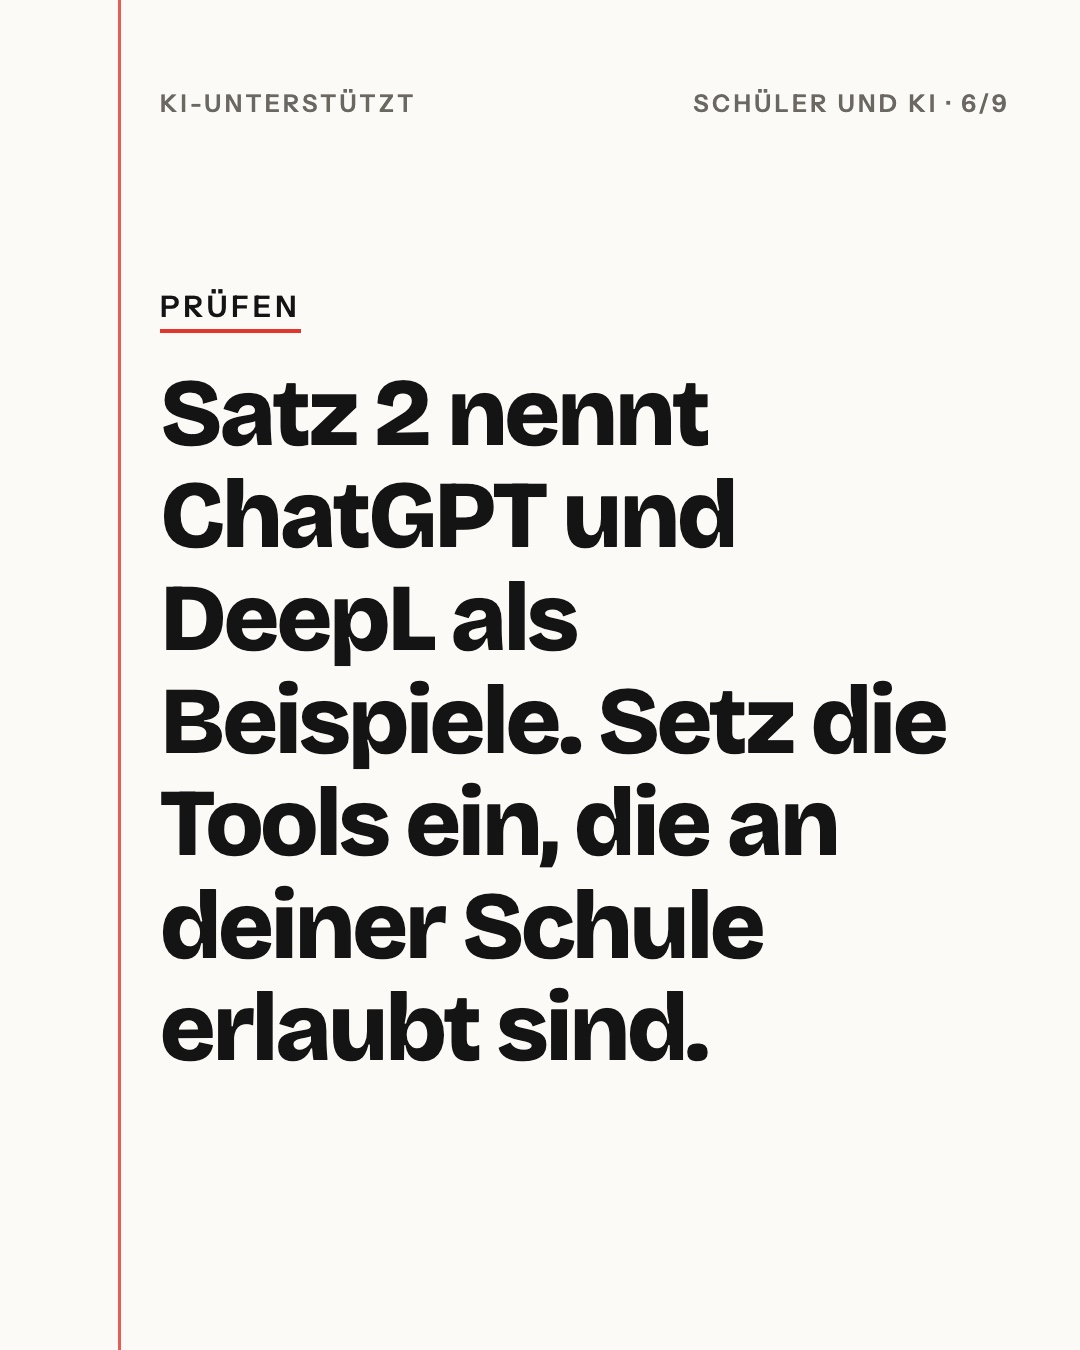 KI-UNTERSTÜTZT
SCHÜLER UND KI · 6/9
PRÜFEN
Satz 2 nennt
ChatGPT und
DeepL als
Beispiele. Setz die
Tools ein, die an
deiner Schule
erlaubt sind.